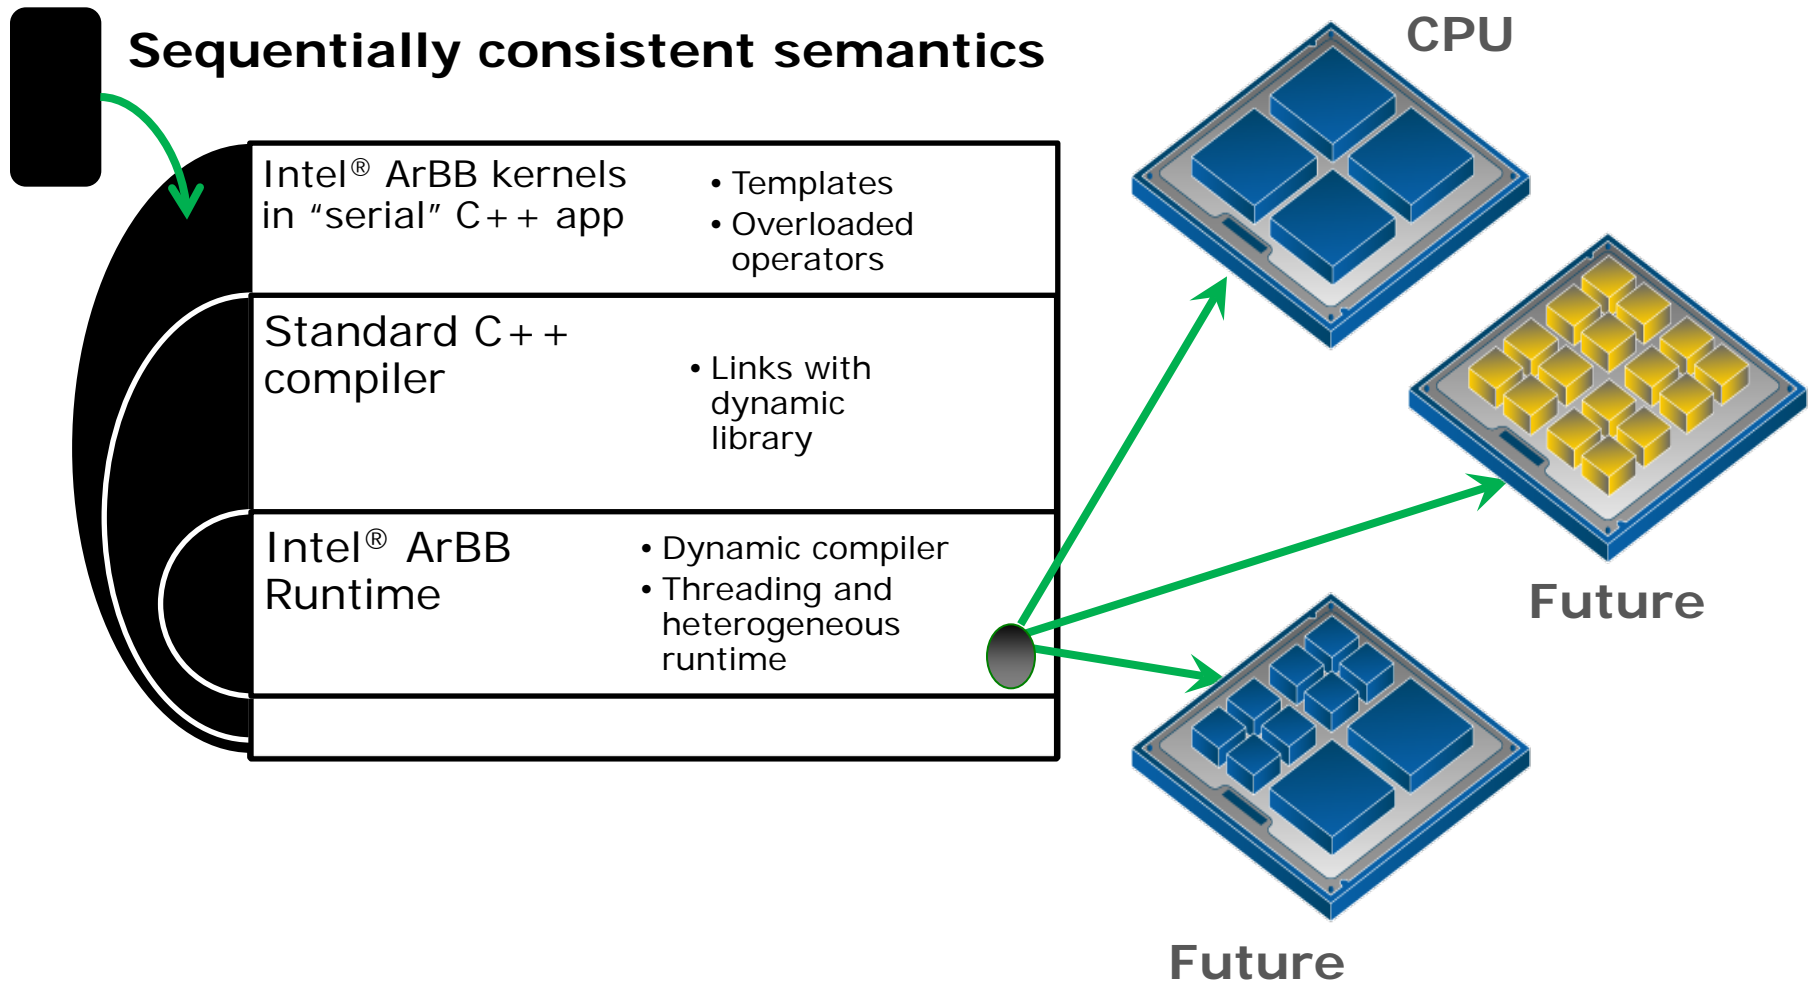 Sequentially consistent semantics
Intel® ArBB kernels
in “serial” C++ app
• Templates
• Overloaded
operators
Standard C++
compiler
• Links with
dynamic
library
Intel® ArBB
Runtime
• Dynamic compiler
• Threading and
heterogeneous
runtime
CPU
Future
Future